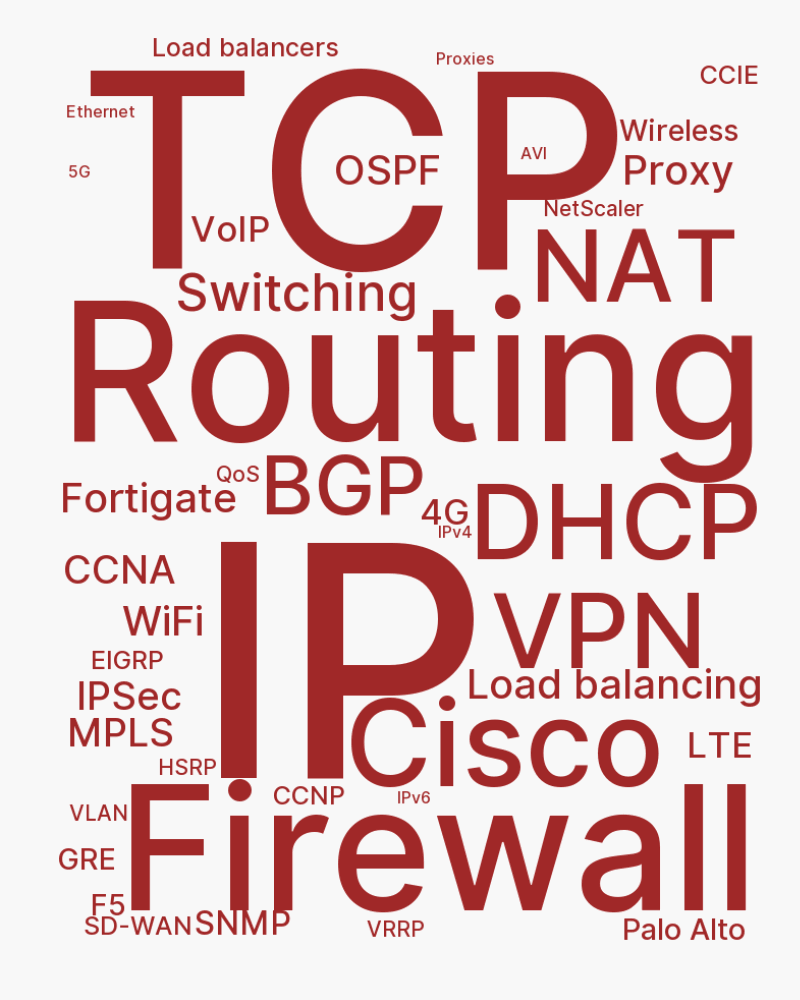 Load balancers
Proxies
CCIE
TCP
Ethernet
Wireless
AVI
OSPF
Proxy
5G
NetScaler
VoIP
NAT
Switching
Routing
QoS
BGP
Fortigate
4G
DHCP
IPv4
CCNA
IP
WiFi
VPN
EIGRP
Load balancing
IPSec
MPLS
Cisco
LTE
HSRP
CCNP
IPv6
VLAN
Firewall
GRE
F5
SD-WAN
SNMP
VRRP
Palo Alto